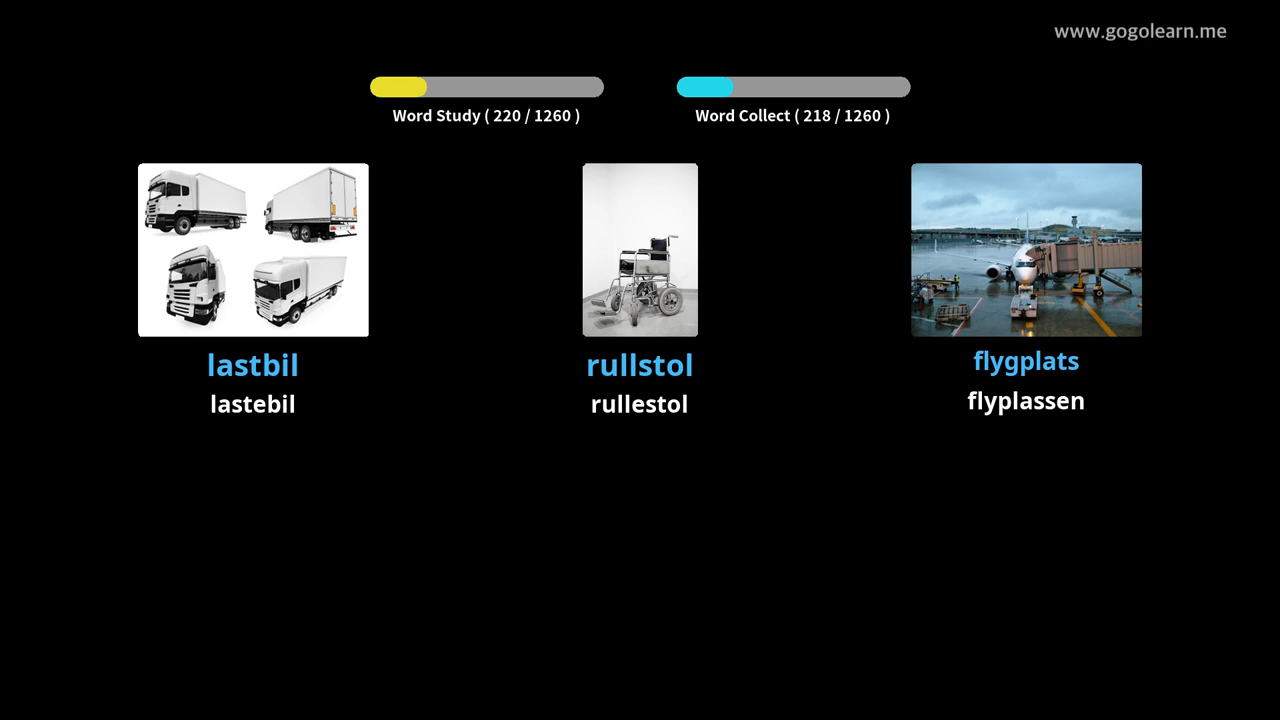 www.gogolearn.me
Word Study ( 220 / 1260 )
Word Collect ( 218 / 1260 )
lastbil
lastebil
rullstol
rullestol
flygplats
flyplassen